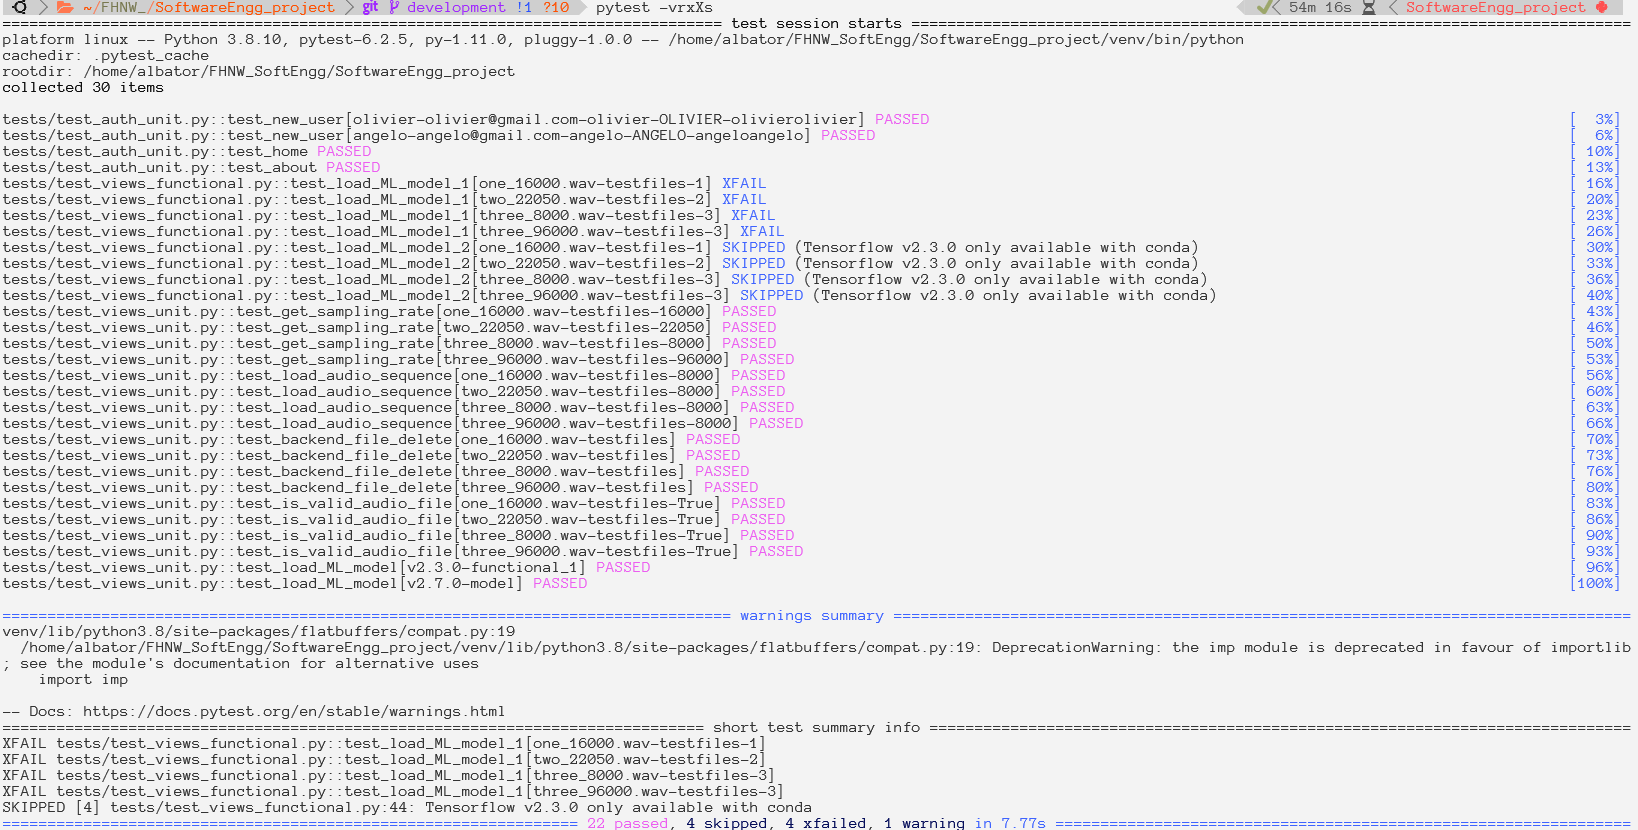 ~/FHNW_/SoftwareEngg_project git development !1 ?10 pytest -vrxXs 54m 16s SoftwareEngg_project
================ test session starts ================
platform linux -- Python 3.8.10, pytest-6.2.5, py-1.11.0, pluggy-1.0.0 -- /home/albator/FHNW_SoftEngg/SoftwareEngg_project/venv/bin/python
cachedir: .pytest_cache
rootdir: /home/albator/FHNW_SoftEngg/SoftwareEngg_project
collected 30 items
tests/test_auth_unit.py::test_new_user[olivier-olivier@gmail.com-olivier-OLIVIER-olivierolivier] PASSED [  3%]
tests/test_auth_unit.py::test_new_user[angelo-angelo@gmail.com-angelo-ANGELO-angeloangelo] PASSED [  6%]
tests/test_auth_unit.py::test_home PASSED [ 10%]
tests/test_auth_unit.py::test_about PASSED [ 13%]
tests/test_views_functional.py::test_load_ML_model_1[one_16000.wav-testfiles-1] XFAIL [ 16%]
tests/test_views_functional.py::test_load_ML_model_1[two_22050.wav-testfiles-2] XFAIL [ 20%]
tests/test_views_functional.py::test_load_ML_model_1[three_8000.wav-testfiles-3] XFAIL [ 23%]
tests/test_views_functional.py::test_load_ML_model_1[three_96000.wav-testfiles-3] XFAIL [ 26%]
tests/test_views_functional.py::test_load_ML_model_2[one_16000.wav-testfiles-1] SKIPPED (Tensorflow v2.3.0 only available with conda) [ 30%]
tests/test_views_functional.py::test_load_ML_model_2[two_22050.wav-testfiles-2] SKIPPED (Tensorflow v2.3.0 only available with conda) [ 33%]
tests/test_views_functional.py::test_load_ML_model_2[three_8000.wav-testfiles-3] SKIPPED (Tensorflow v2.3.0 only available with conda) [ 36%]
tests/test_views_functional.py::test_load_ML_model_2[three_96000.wav-testfiles-3] SKIPPED (Tensorflow v2.3.0 only available with conda) [ 40%]
tests/test_views_unit.py::test_get_sampling_rate[one_16000.wav-testfiles-16000] PASSED [ 43%]
tests/test_views_unit.py::test_get_sampling_rate[two_22050.wav-testfiles-22050] PASSED [ 46%]
tests/test_views_unit.py::test_get_sampling_rate[three_8000.wav-testfiles-8000] PASSED [ 50%]
tests/test_views_unit.py::test_get_sampling_rate[three_96000.wav-testfiles-96000] PASSED [ 53%]
tests/test_views_unit.py::test_load_audio_sequence[one_16000.wav-testfiles-8000] PASSED [ 56%]
tests/test_views_unit.py::test_load_audio_sequence[two_22050.wav-testfiles-8000] PASSED [ 60%]
tests/test_views_unit.py::test_load_audio_sequence[three_8000.wav-testfiles-8000] PASSED [ 63%]
tests/test_views_unit.py::test_load_audio_sequence[three_96000.wav-testfiles-8000] PASSED [ 66%]
tests/test_views_unit.py::test_backend_file_delete[one_16000.wav-testfiles] PASSED [ 70%]
tests/test_views_unit.py::test_backend_file_delete[two_22050.wav-testfiles] PASSED [ 73%]
tests/test_views_unit.py::test_backend_file_delete[three_8000.wav-testfiles] PASSED [ 76%]
tests/test_views_unit.py::test_backend_file_delete[three_96000.wav-testfiles] PASSED [ 80%]
tests/test_views_unit.py::test_is_valid_audio_file[one_16000.wav-testfiles-True] PASSED [ 83%]
tests/test_views_unit.py::test_is_valid_audio_file[two_22050.wav-testfiles-True] PASSED [ 86%]
tests/test_views_unit.py::test_is_valid_audio_file[three_8000.wav-testfiles-True] PASSED [ 90%]
tests/test_views_unit.py::test_is_valid_audio_file[three_96000.wav-testfiles-True] PASSED [ 93%]
tests/test_views_unit.py::test_load_ML_model[v2.3.0-functional_1] PASSED [ 96%]
tests/test_views_unit.py::test_load_ML_model[v2.7.0-model] PASSED [100%]
================ warnings summary ================
venv/lib/python3.8/site-packages/flatbuffers/compat.py:19
  /home/albator/FHNW_SoftEngg/SoftwareEngg_project/venv/lib/python3.8/site-packages/flatbuffers/compat.py:19: DeprecationWarning: the imp module is deprecated in favour of importlib
; see the module's documentation for alternative uses
    import imp
-- Docs: https://docs.pytest.org/en/stable/warnings.html
================ short test summary info ================
XFAIL tests/test_views_functional.py::test_load_ML_model_1[one_16000.wav-testfiles-1]
XFAIL tests/test_views_functional.py::test_load_ML_model_1[two_22050.wav-testfiles-2]
XFAIL tests/test_views_functional.py::test_load_ML_model_1[three_8000.wav-testfiles-3]
XFAIL tests/test_views_functional.py::test_load_ML_model_1[three_96000.wav-testfiles-3]
SKIPPED [4] tests/test_views_functional.py:44: Tensorflow v2.3.0 only available with conda
================ 22 passed, 4 skipped, 4 xfailed, 1 warning in 7.77s ================